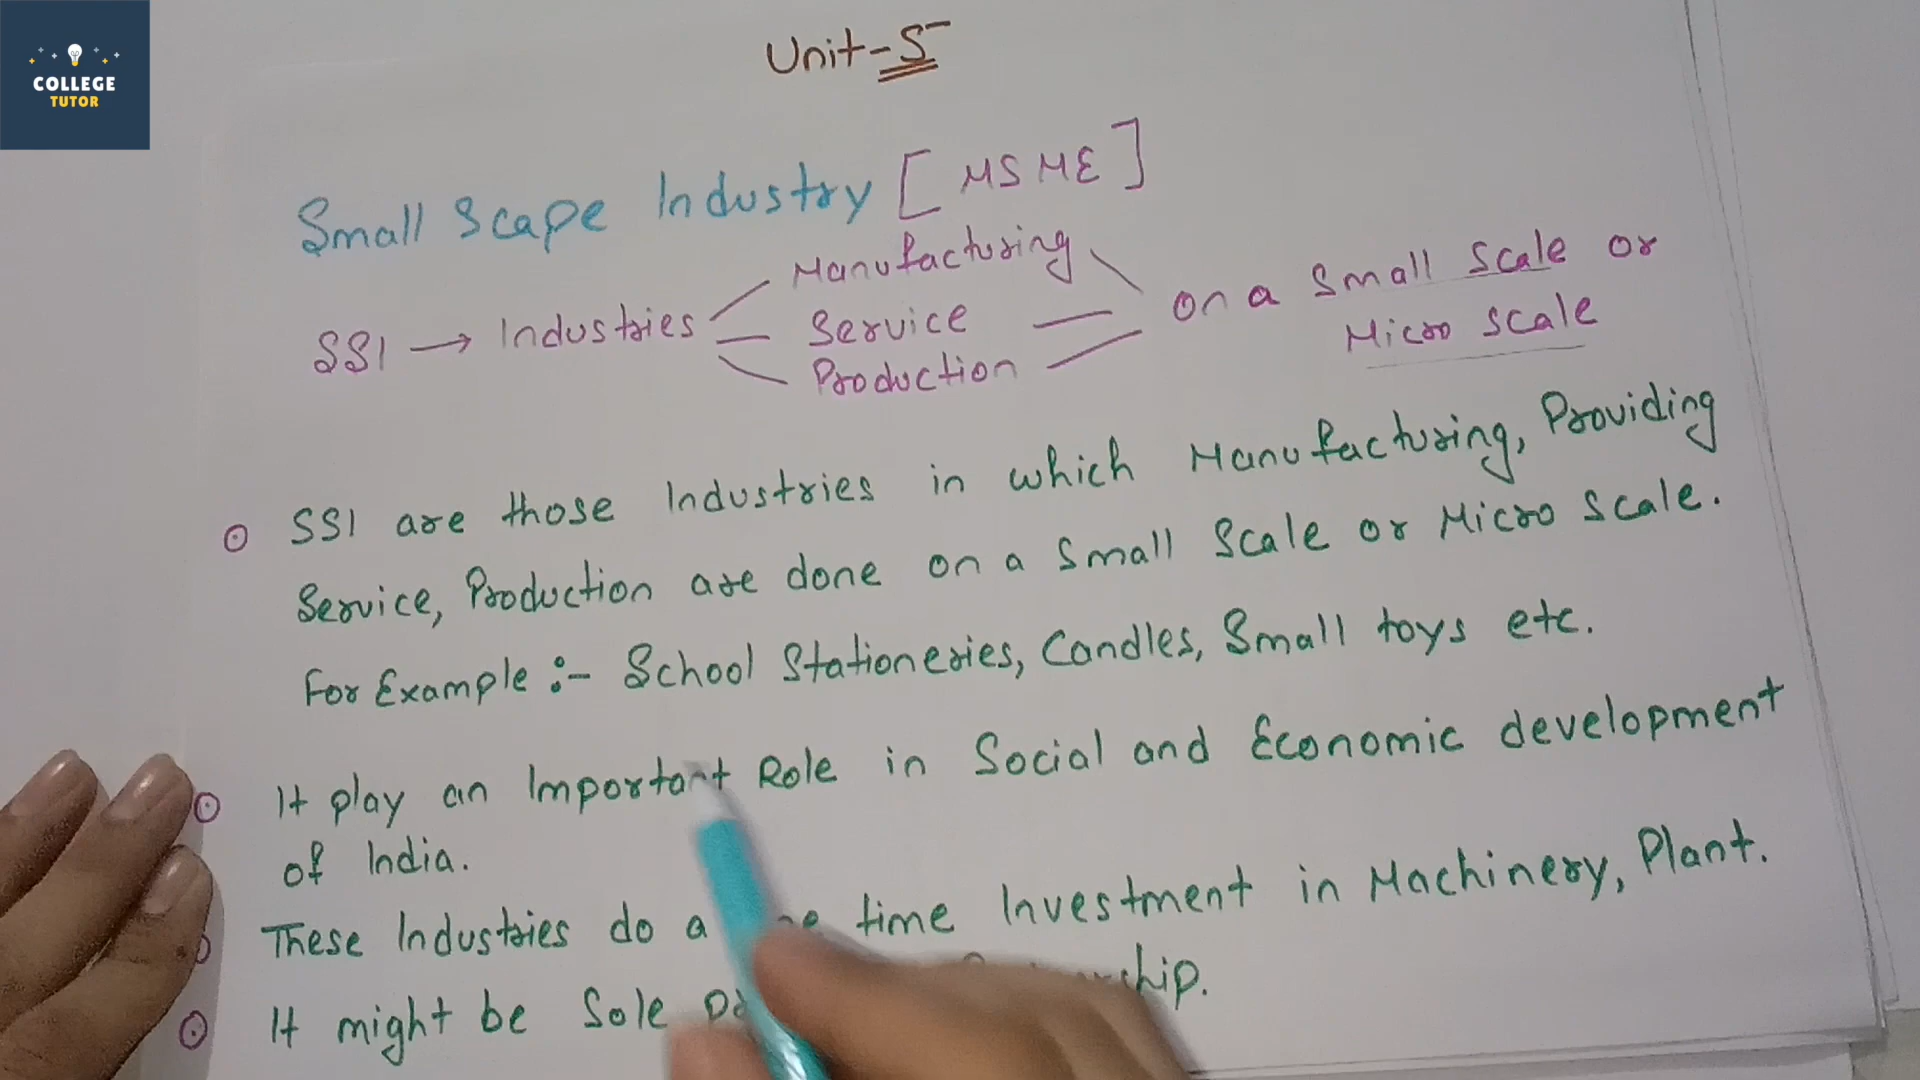 COLLEGE
TUTOR
Unit-5
Small Scape Industry [MSME]
SSI → Industries
Manufacturing
Service
Production
on a Small Scale or
Micro Scale
SSI are those Industries in which Manufacturing, Providing
Service, Production are done on a Small Scale or Micro Scale.
For Example :- School Stationeries, Candles, Small toys etc.
It play an Important Role in Social and Economic development
of India.
These Industries do a time Investment in Machinery, Plant.
It might be Sole